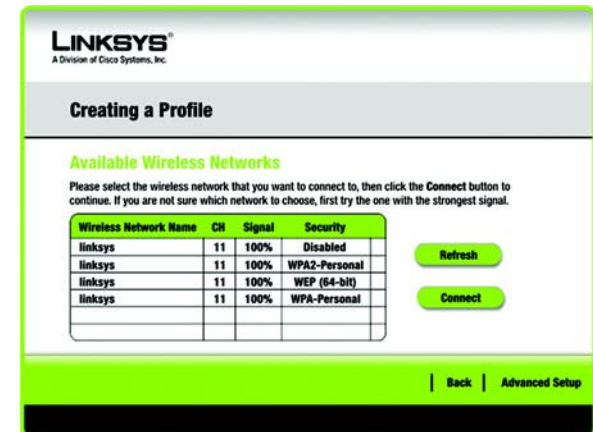 LINKSYS®
A Division of Cisco Systems, Inc.
Creating a Profile
Available Wireless Networks
Please select the wireless network that you want to connect to, then click the Connect button to
continue. If you are not sure which network to choose, first try the one with the strongest signal.
Wireless Network Name CH Signal Security
linksys 11 100% Disabled
linksys 11 100% WPA2-Personal
linksys 11 100% WEP (64-bit)
linksys 11 100% WPA-Personal
Refresh
Connect
Back Advanced Setup